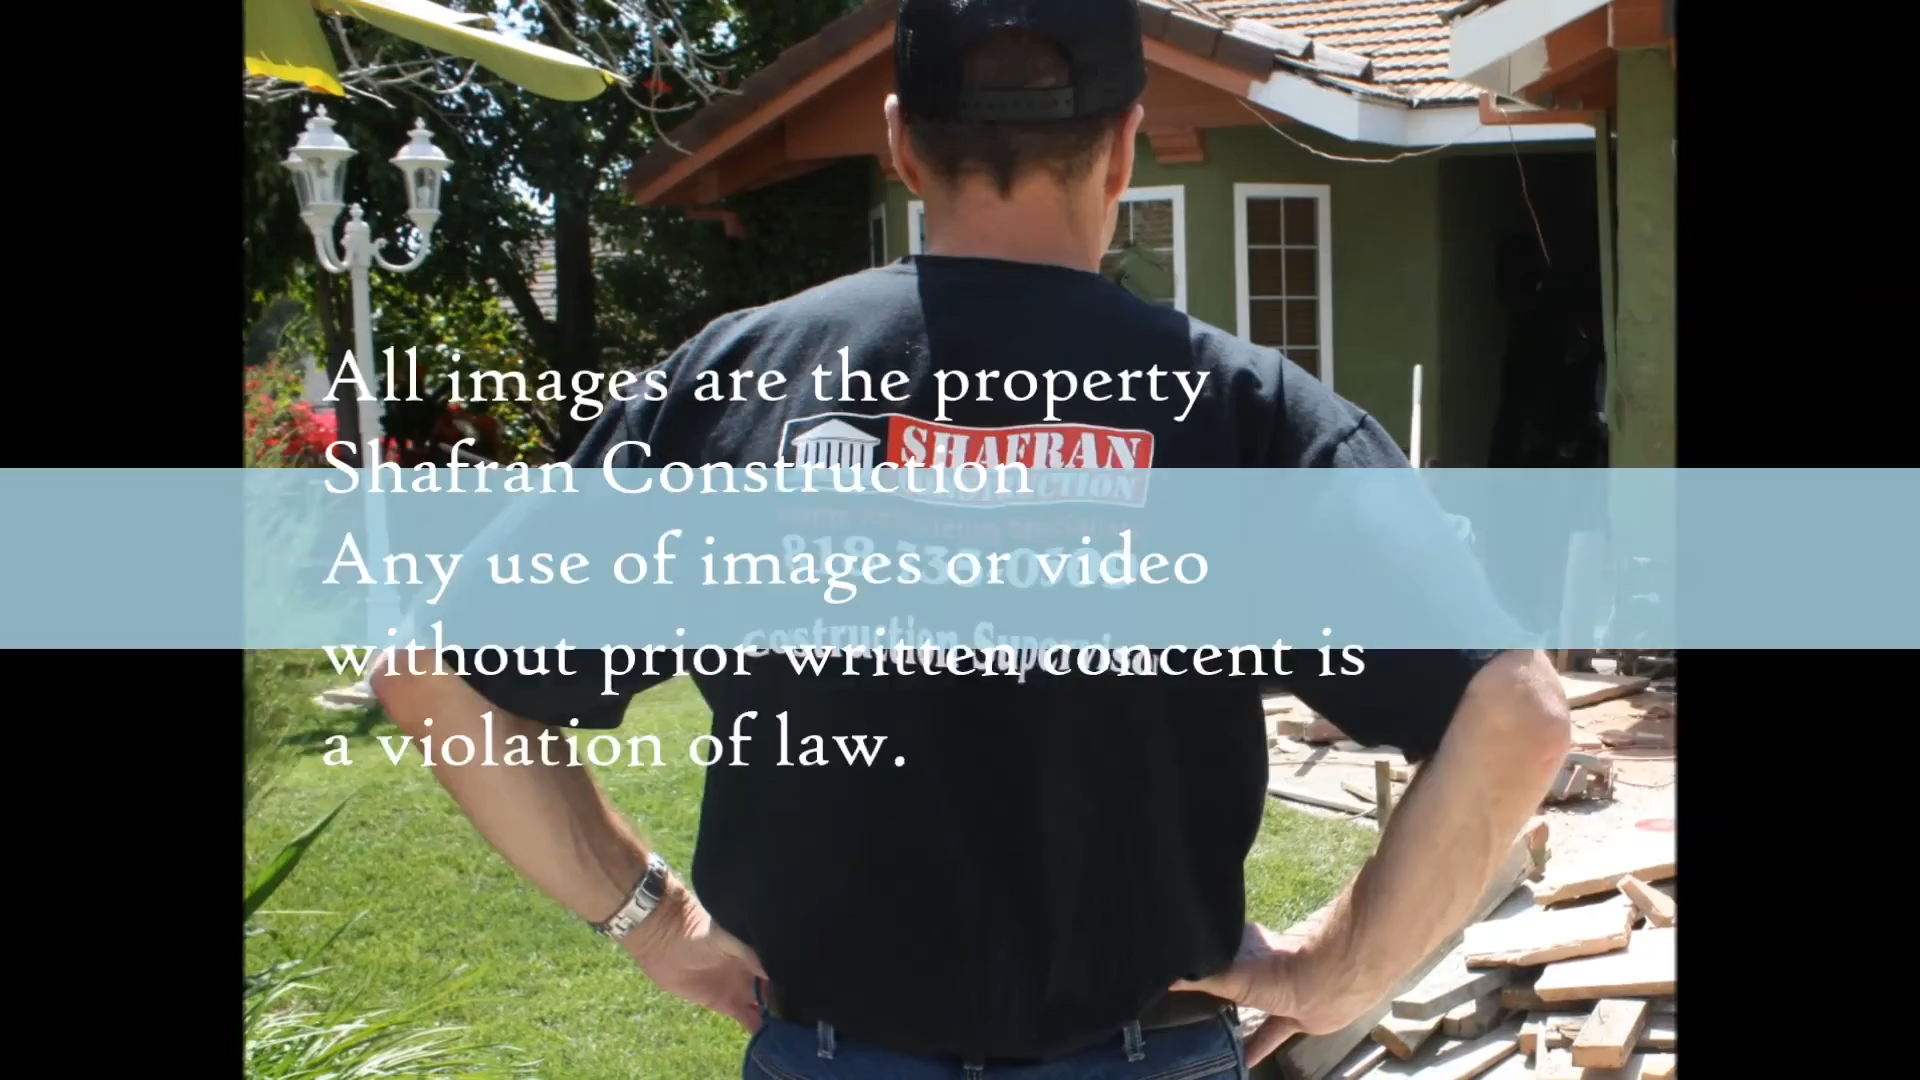 All images are the property
Shafran Construction
Any use of images or video
without prior written concent is
a violation of law.
SHAFRAN
CONSTRUCTION